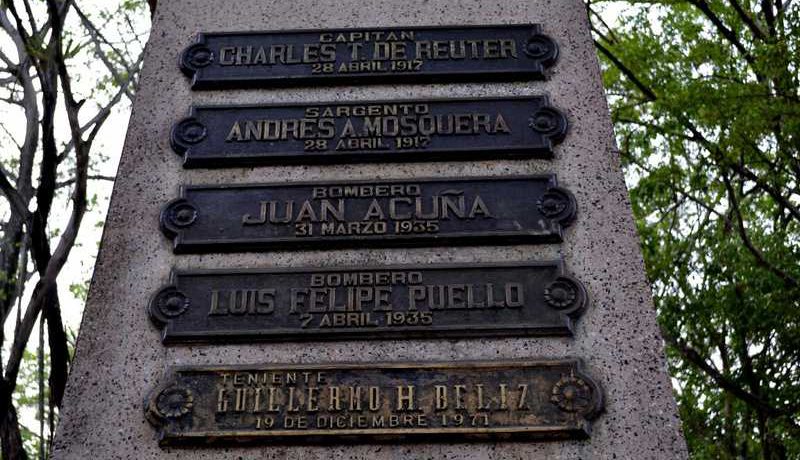 CAPITAN
CHARLES T. DE REUTER
28 ABRIL 1917
SARGENTO
ANDRES A. MOSQUERA
28 ABRIL 1917
BOMBERO
JUAN ACUÑA
31 MARZO 1935
BOMBERO
LUIS FELIPE PUELLO
2 ABRIL 1935
TENIENTE
GUILLERMO H. BELIZ
19 DE DICIEMBRE 1971